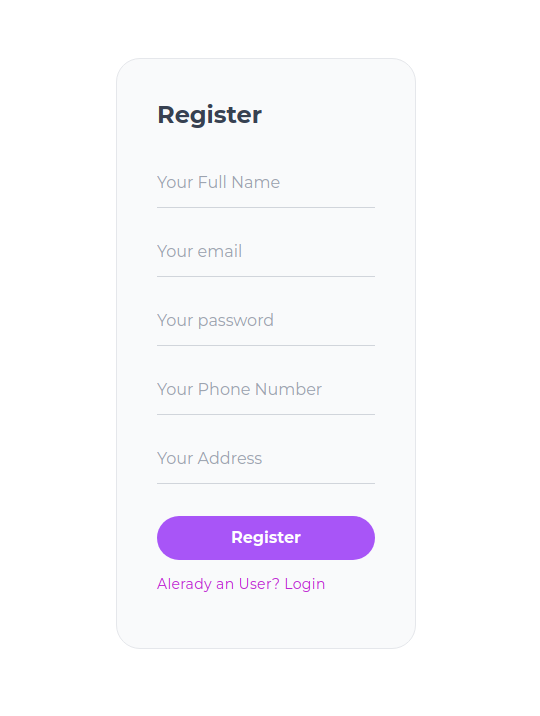 Register
Your Full Name
Your email
Your password
Your Phone Number
Your Address
Register
Alerady an User? Login